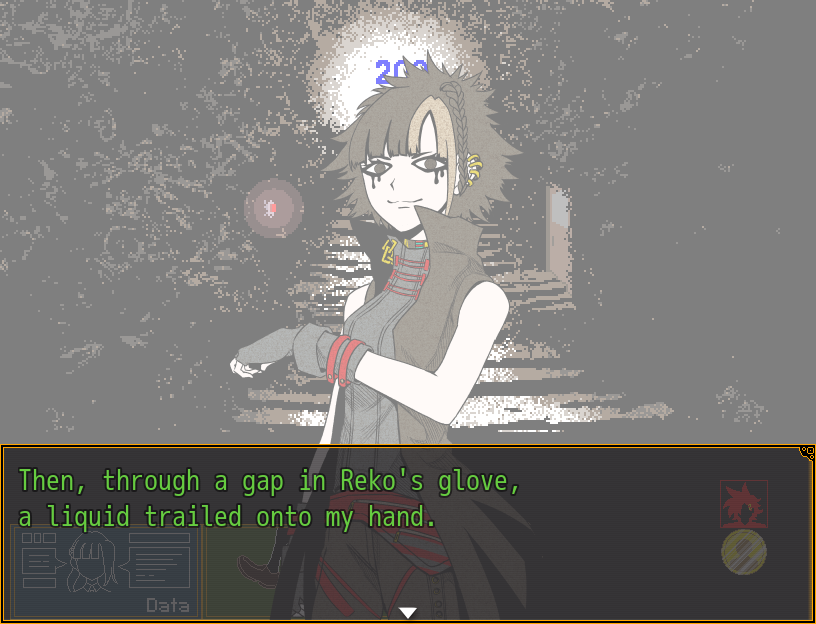 Then, through a gap in Reko's glove,
a liquid trailed onto my hand.
Data